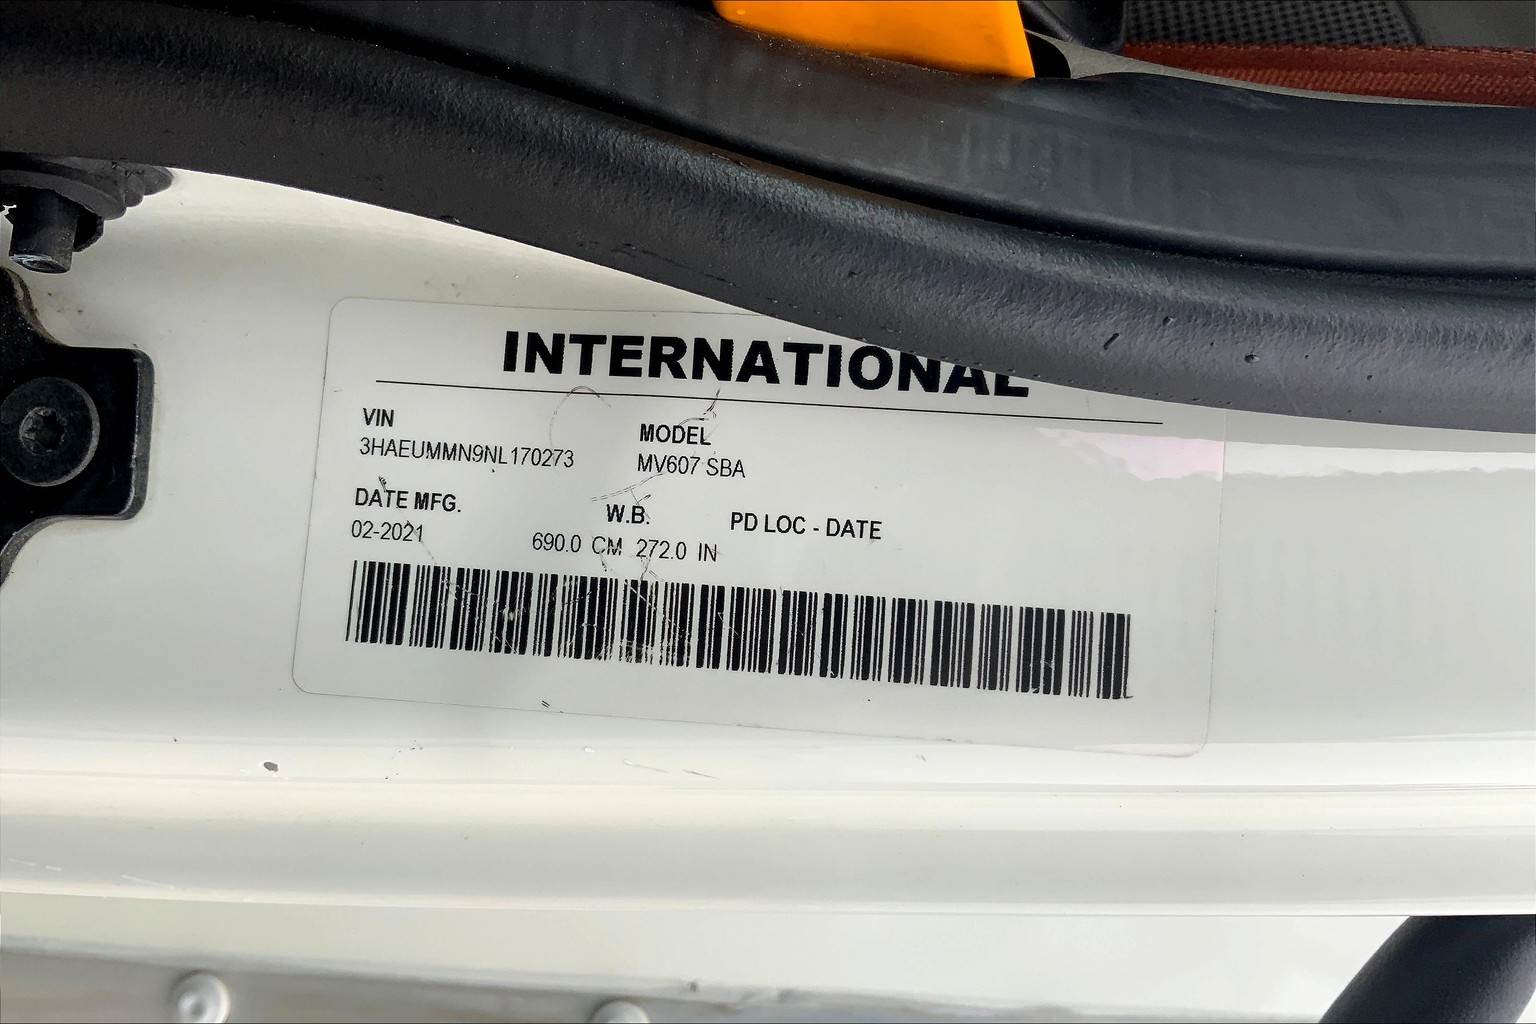 INTERNATIONAL
VIN
3HAEUMMN9NL170273
MODEL
MV607 SBA
DATE MFG.
02-2021
W.B.
690.0 CM 272.0 IN
PD LOC - DATE